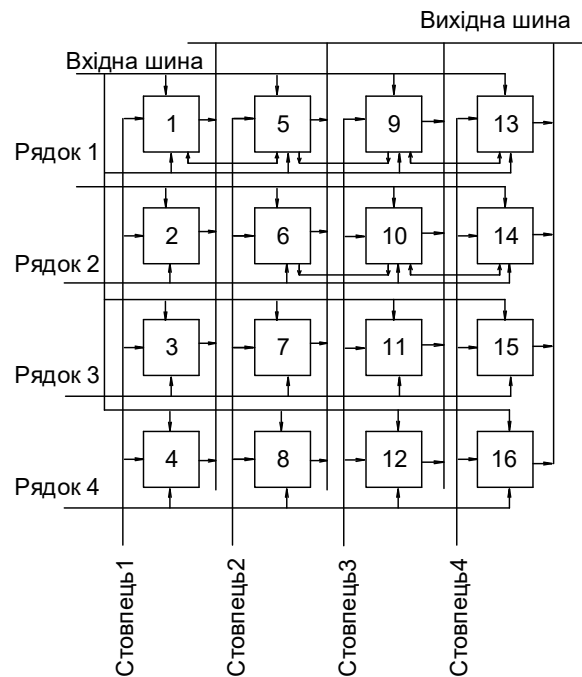 Вихідна шина
Вхідна шина
1 5 9 13
Рядок 1
2 6 10 14
Рядок 2
3 7 11 15
Рядок 3
4 8 12 16
Рядок 4
Стовпець1
Стовпець2
Стовпець3
Стовпець4